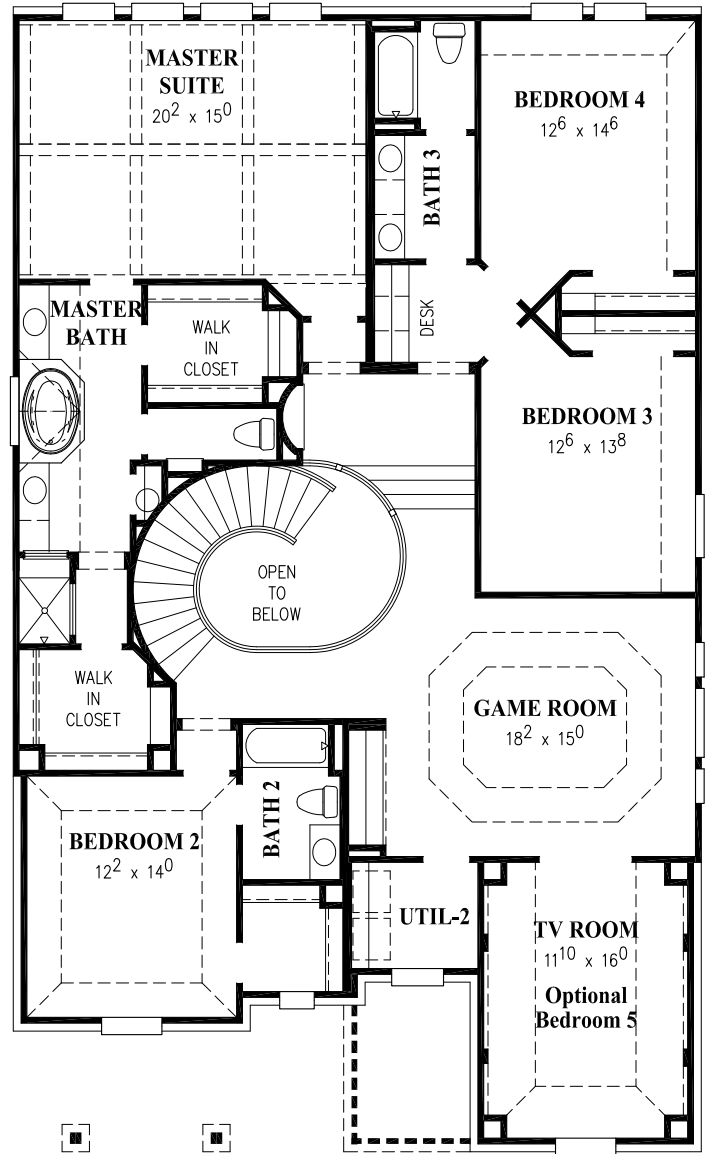 MASTER
SUITE
20² x 15⁰
BEDROOM 4
12⁶ x 14⁶
BATH 3
DESK
MASTER
BATH
WALK
IN
CLOSET
BEDROOM 3
12⁶ x 13⁸
OPEN
TO
BELOW
WALK
IN
CLOSET
GAME ROOM
18² x 15⁰
BEDROOM 2
12² x 14⁰
BATH 2
UTIL-2
TV ROOM
11¹⁰ x 16⁰
Optional
Bedroom 5